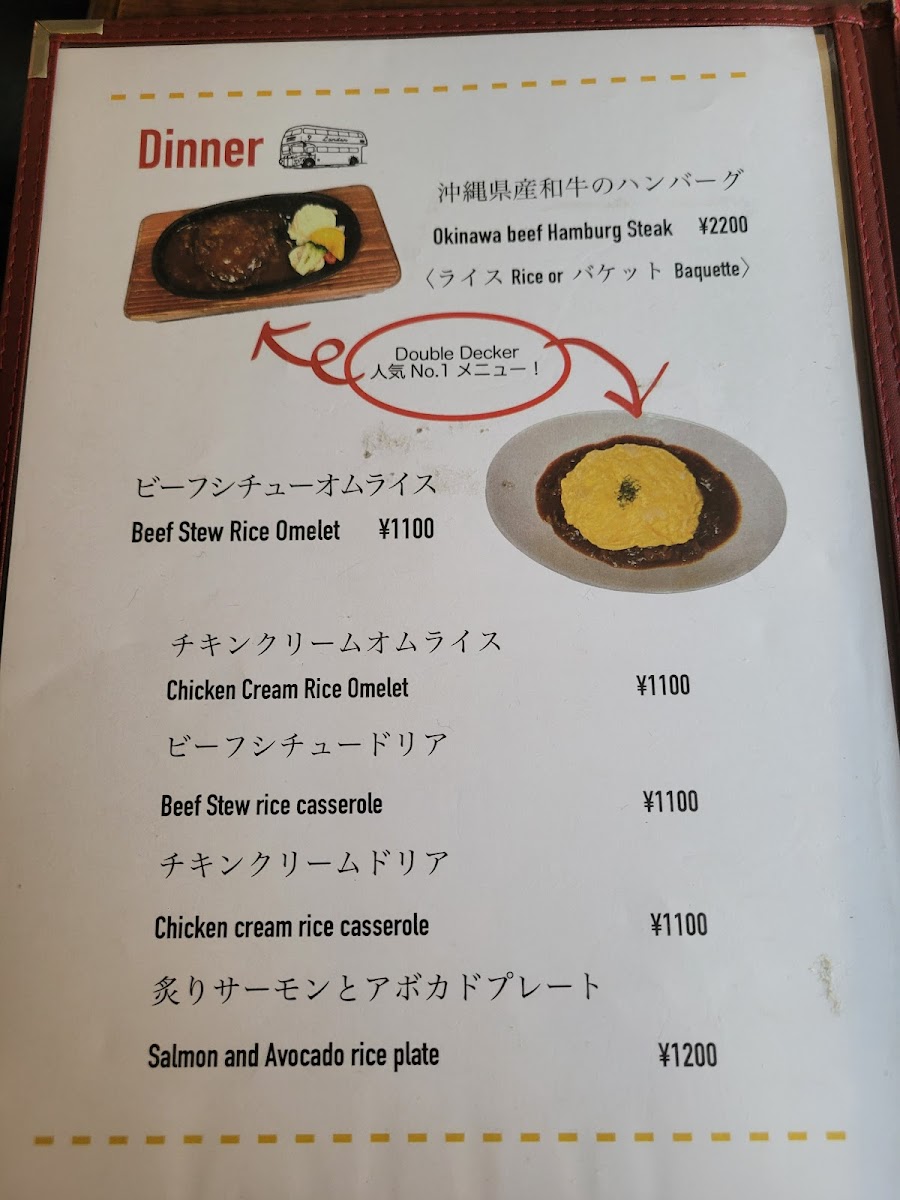 Dinner
沖縄県産和牛のハンバーグ
Okinawa beef Hamburg Steak ¥2200
〈ライス Rice or バケット Baquette〉
Double Decker
人気 No.1 メニュー!
ビーフシチューオムライス
Beef Stew Rice Omelet ¥1100
チキンクリームオムライス
Chicken Cream Rice Omelet ¥1100
ビーフシチュードリア
Beef Stew rice casserole ¥1100
チキンクリームドリア
Chicken cream rice casserole ¥1100
炙りサーモンとアボカドプレート
Salmon and Avocado rice plate ¥1200